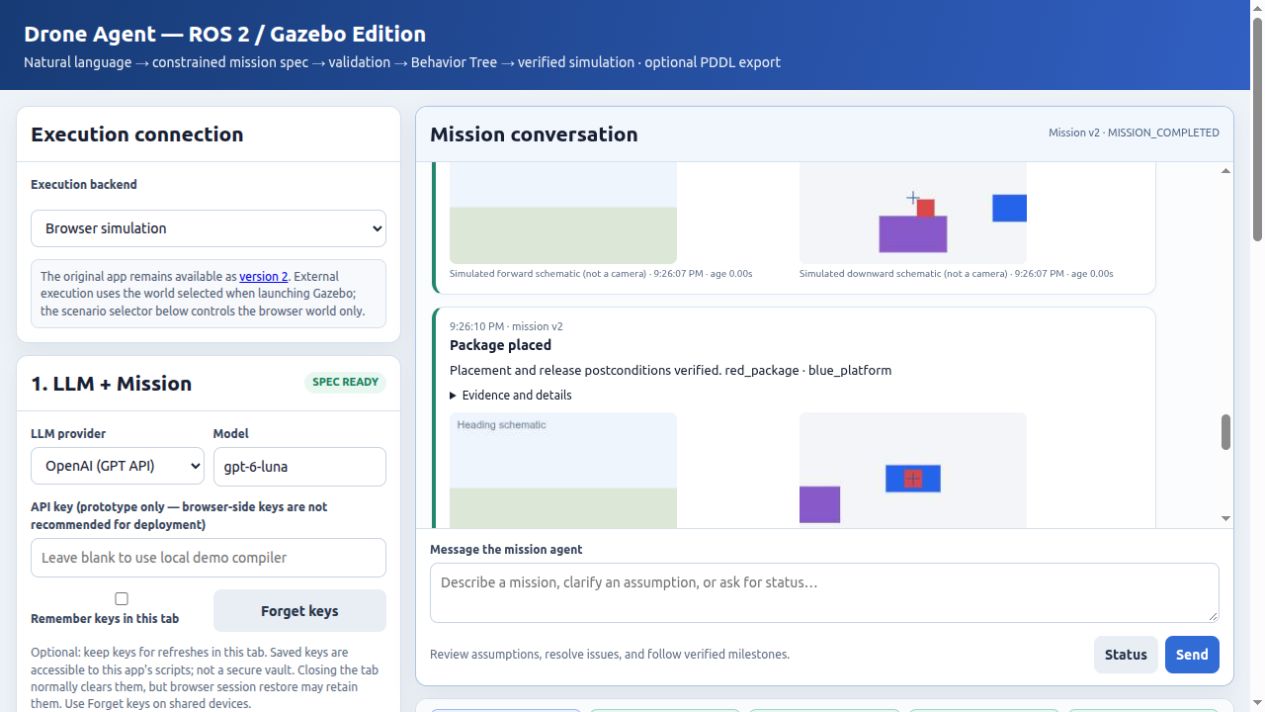 Drone Agent — ROS 2 / Gazebo Edition
Natural language → constrained mission spec → validation → Behavior Tree → verified simulation · optional PDDL export
Execution connection
Execution backend
Browser simulation
The original app remains available as version 2. External
execution uses the world selected when launching Gazebo;
the scenario selector below controls the browser world only.
1. LLM + Mission
SPEC READY
LLM provider
Model
OpenAI (GPT API)
gpt-6-luna
API key (prototype only — browser-side keys are not
recommended for deployment)
Leave blank to use local demo compiler
Remember keys in this tab
Forget keys
Optional: keep keys for refreshes in this tab. Saved keys are
accessible to this app's scripts; not a secure vault. Closing the tab
normally clears them, but browser session restore may retain
them. Use Forget keys on shared devices.
Mission conversation
Mission v2 · MISSION_COMPLETED
Simulated forward schematic (not a camera) · 9:26:07 PM · age 0.00s
Simulated downward schematic (not a camera) · 9:26:07 PM · age 0.00s
9:26:10 PM · mission v2
Package placed
Placement and release postconditions verified. red_package · blue_platform
▶ Evidence and details
Heading schematic
Message the mission agent
Describe a mission, clarify an assumption, or ask for status…
Review assumptions, resolve issues, and follow verified milestones.
Status
Send